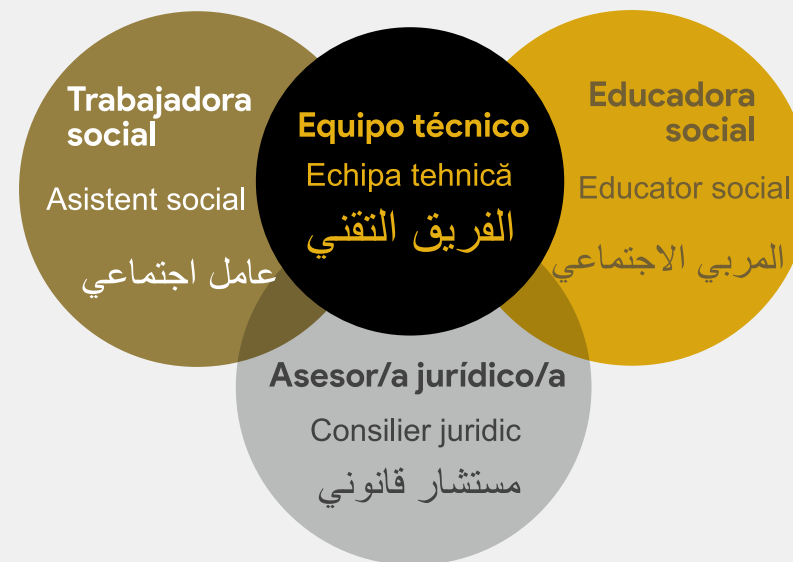 Trabajadora
social
Asistent social
عامل اجتماعي
Equipo técnico
Echipa tehnică
الفريق التقني
Educadora
social
Educator social
المربي الاجتماعي
Asesor/a jurídico/a
Consilier juridic
مستشار قانوني